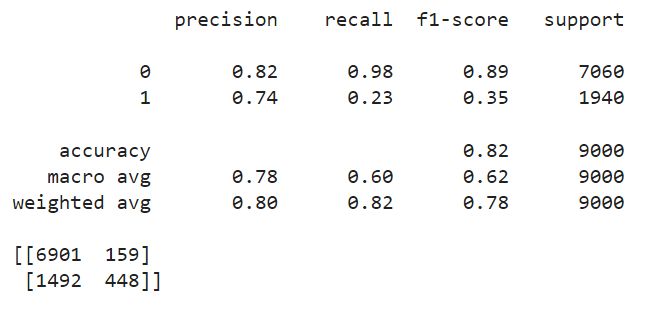 precision recall f1-score support
0 0.82 0.98 0.89 7060
1 0.74 0.23 0.35 1940
accuracy 0.82 9000
macro avg 0.78 0.60 0.62 9000
weighted avg 0.80 0.82 0.78 9000
[[6901 159]
[1492 448]]